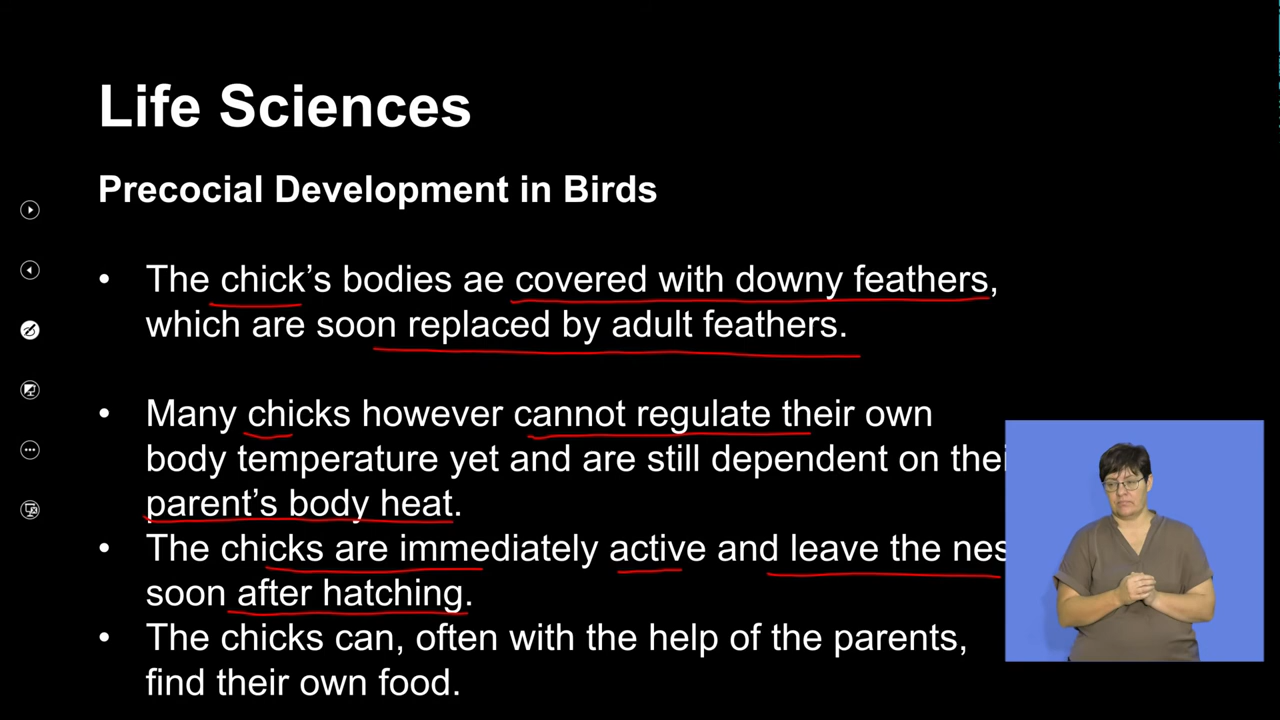 Life Sciences
Precocial Development in Birds
• The chick’s bodies ae covered with downy feathers,
which are soon replaced by adult feathers.
• Many chicks however cannot regulate their own
body temperature yet and are still dependent on thei
parent’s body heat.
• The chicks are immediately active and leave the nes
soon after hatching.
• The chicks can, often with the help of the parents,
find their own food.